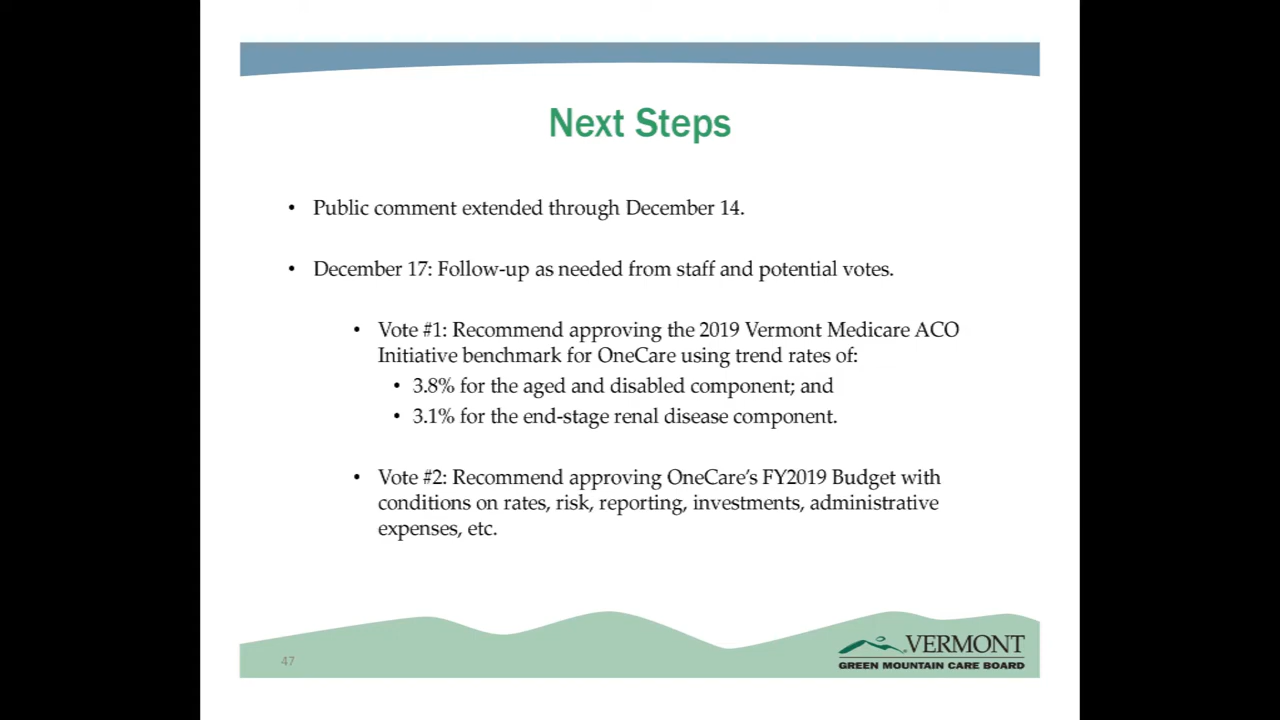 Next Steps
• Public comment extended through December 14.
• December 17: Follow-up as needed from staff and potential votes.
• Vote #1: Recommend approving the 2019 Vermont Medicare ACO
Initiative benchmark for OneCare using trend rates of:
• 3.8% for the aged and disabled component; and
• 3.1% for the end-stage renal disease component.
• Vote #2: Recommend approving OneCare’s FY2019 Budget with
conditions on rates, risk, reporting, investments, administrative
expenses, etc.
47
VERMONT
GREEN MOUNTAIN CARE BOARD